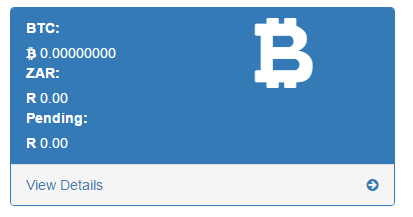 BTC:
₿ 0.00000000
ZAR:
R 0.00
Pending:
R 0.00
View Details